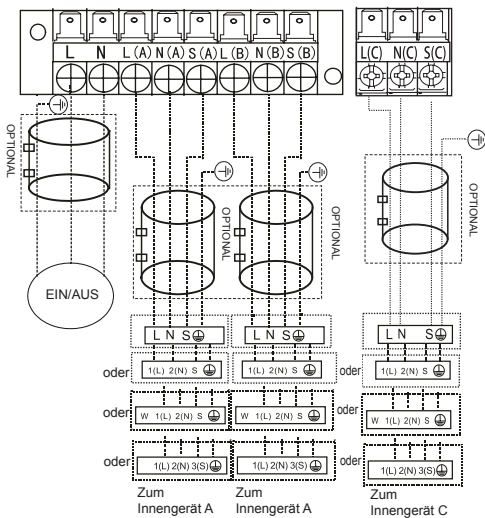 L N L(A) N(A) S(A) L(B) N(B) S(B)
L(C) N(C) S(C)
OPTIONAL
OPTIONAL
OPTIONAL
OPTIONAL
EIN/AUS
L N S
L N S
L N S
oder 1(L) 2(N) S
1(L) 2(N) S
oder 1(L) 2(N) S
oder W 1(L) 2(N) S
W 1(L) 2(N) S
oder W 1(L) 2(N) S
oder 1(L) 2(N) 3(S)
1(L) 2(N) 3(S)
oder 1(L) 2(N) 3(S)
Zum
Innengerät A
Zum
Innengerät A
Zum
Innengerät C